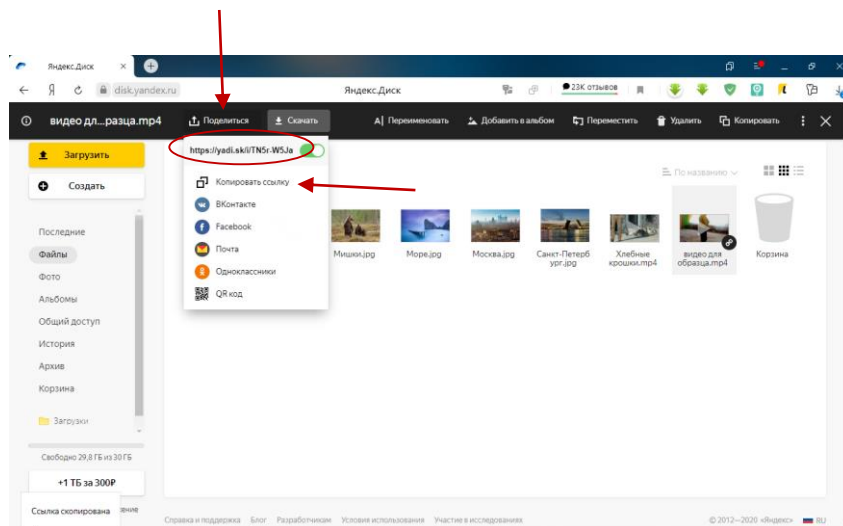 Яндекс.Диск
disk.yandex.ru
Яндекс.Диск
23К отзывов
видео дл...разца.mp4
Поделиться
Скачать
Переименовать
Добавить в альбом
Переместить
Удалить
Копировать
Загрузить
Создать
Последние
Файлы
Фото
Альбомы
Общий доступ
История
Архив
Корзина
Загрузки
Свободно 29,8 ГБ из 30 ГБ
+1 ТБ за 300₽
Ссылка скопирована
https://yadi.sk/i/TN5r-W5Ja
Копировать ссылку
ВКонтакте
Facebook
Почта
Одноклассники
QR код
По названию
Мишки.jpg
Море.jpg
Москва.jpg
Санкт-Петерб
ург.jpg
Хлебные
крошки.mp4
видео для
образца.mp4
Корзина
Справка и поддержка Блог Разработчикам Условия использования Участие в исследованиях
© 2012—2020 «Яндекс» RU